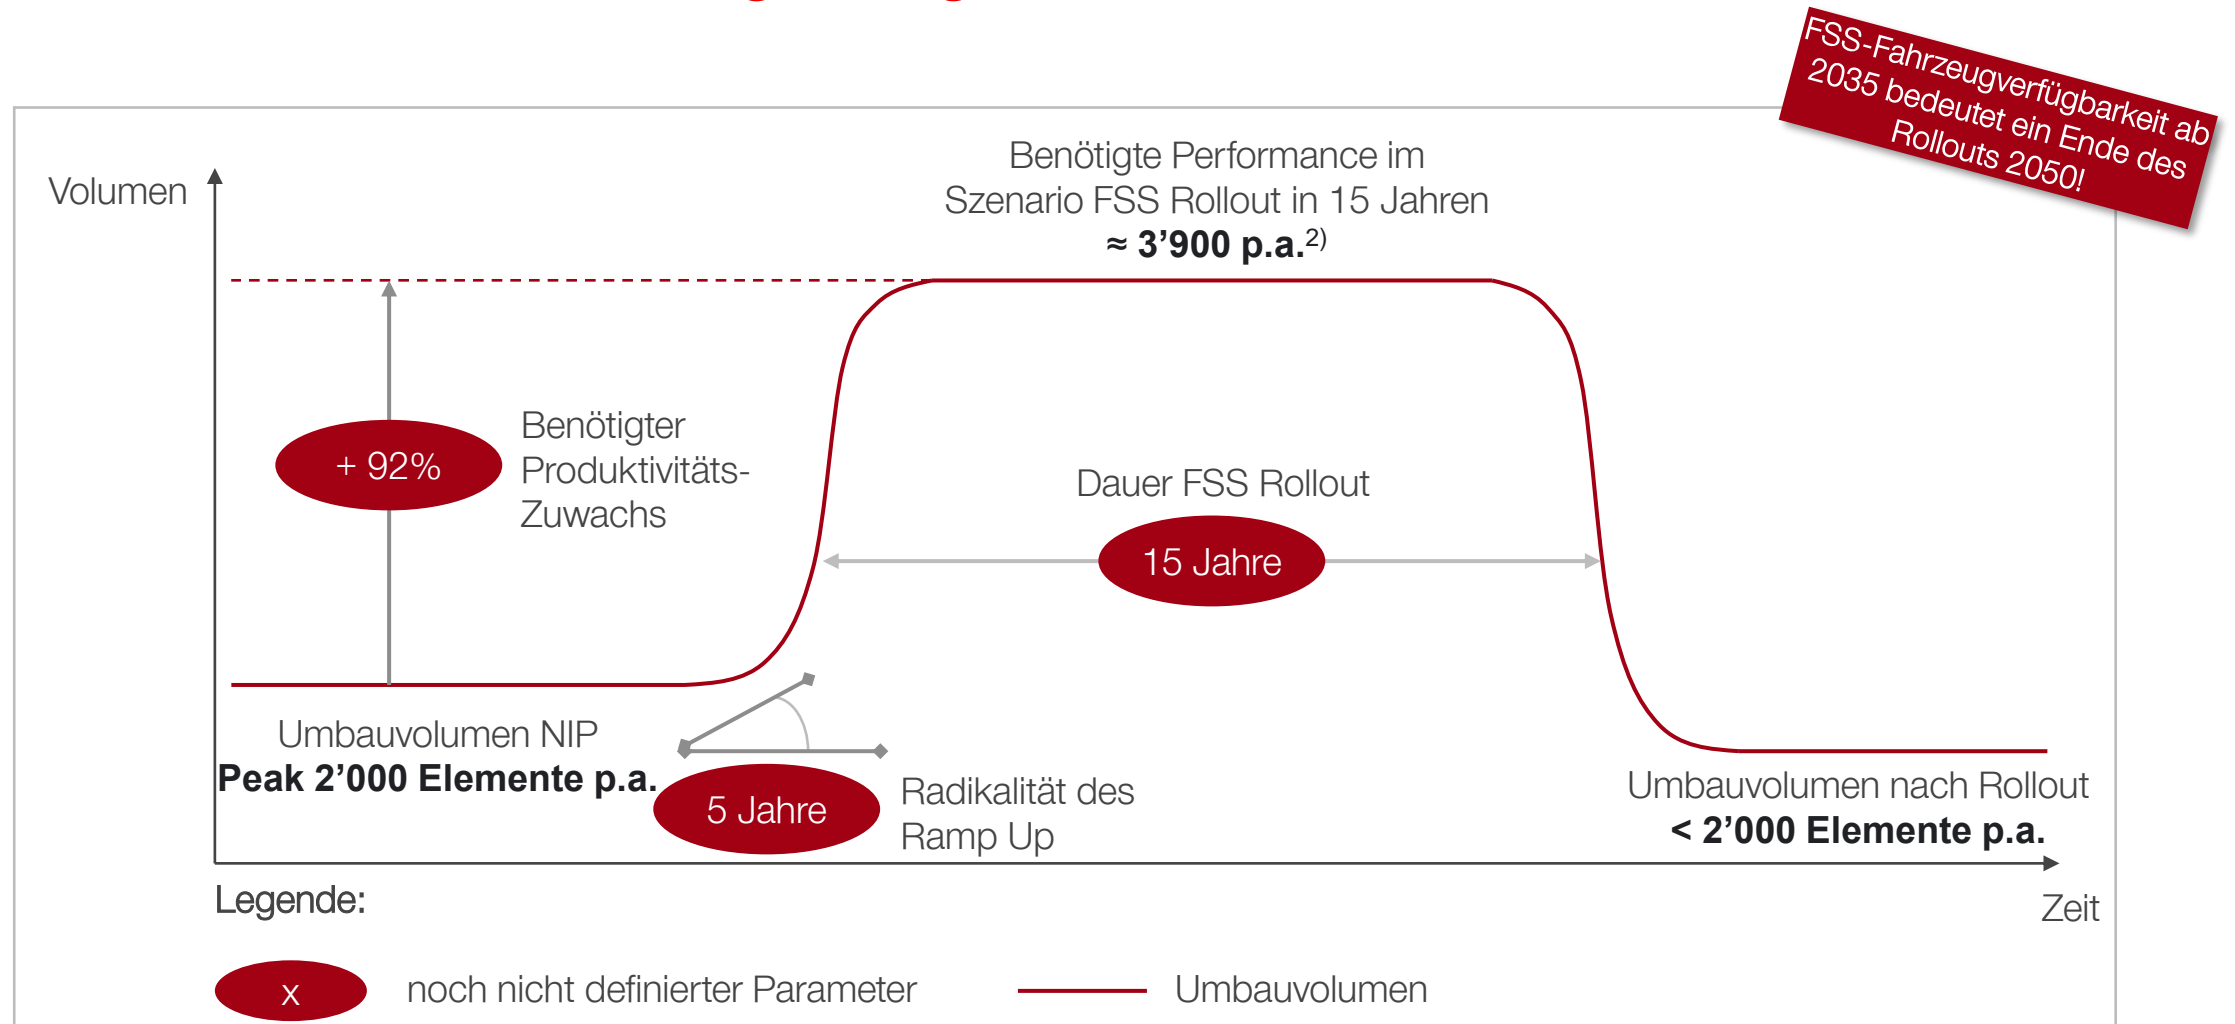 FSS-Fahrzeugverfügbarkeit ab
2035 bedeutet ein Ende des
Rollouts 2050!
Volumen
Benötigte Performance im
Szenario FSS Rollout in 15 Jahren
≈ 3’900 p.a.2)
+ 92%
Benötigter
Produktivitäts-
Zuwachs
Dauer FSS Rollout
15 Jahre
Umbauvolumen NIP
Peak 2’000 Elemente p.a.
5 Jahre
Radikalität des
Ramp Up
Umbauvolumen nach Rollout
< 2’000 Elemente p.a.
Zeit
Legende:
x
noch nicht definierter Parameter
Umbauvolumen